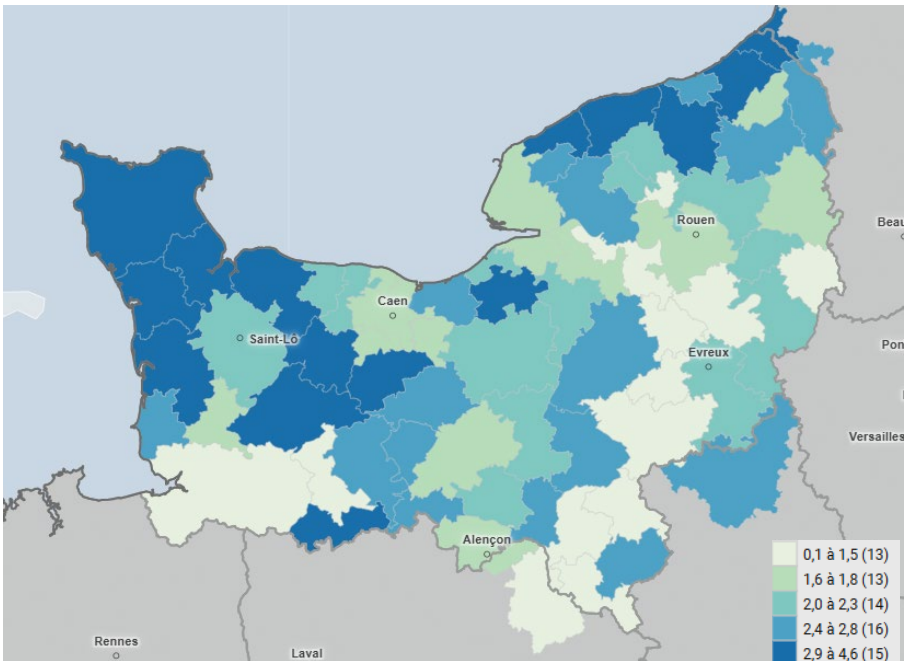 Rouen
Beau
Caen
Saint-Lô
Evreux
Pon
Versailles
Alençon
Rennes
Laval
0,1 à 1,5 (13)
1,6 à 1,8 (13)
2,0 à 2,3 (14)
2,4 à 2,8 (16)
2,9 à 4,6 (15)